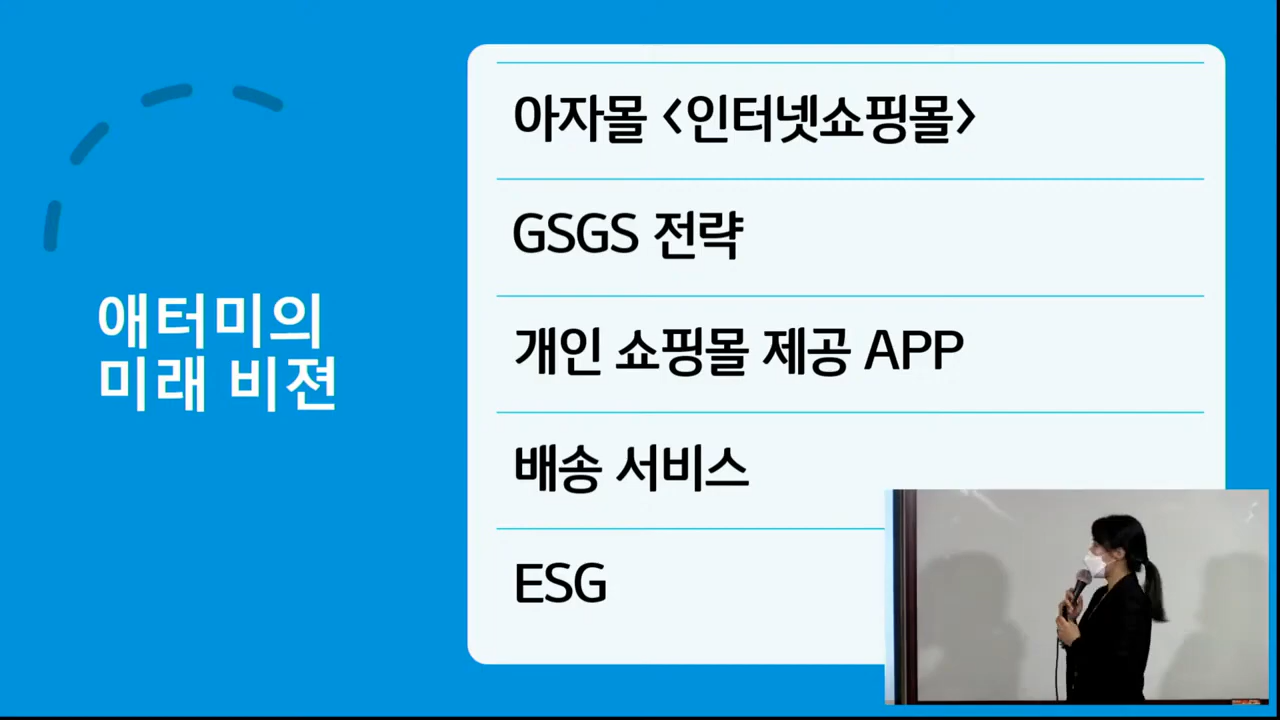 애터미의
미래 비젼
아자몰 <인터넷쇼핑몰>
GSGS 전략
개인 쇼핑몰 제공 APP
배송 서비스
ESG